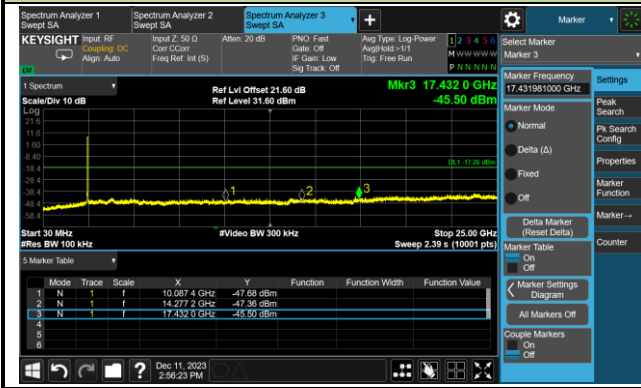 Spectrum Analyzer 1
Swept SA
Spectrum Analyzer 2
Swept SA
Spectrum Analyzer 3
Swept SA
Marker
KEYSIGHT
Input: RF
Coupling: DC
Align: Auto
Input Z: 50 Ω
Corr CCorr
Freq Ref: Int (S)
Atten: 20 dB
PNO: Fast
Gate: Off
IF Gain: Low
Sig Track: Off
Avg Type: Log-Power
Avg|Hold:>1/1
Trig: Free Run
1 2 3 4 5 6
M W W W W W
P N N N N N
Select Marker
Marker 3
1 Spectrum
Scale/Div 10 dB
Ref Lvl Offset 21.60 dB
Ref Level 31.60 dBm
Mkr3 17.432 0 GHz
-45.50 dBm
Log
21.6
11.6
1.60
-8.40
-18.4
-28.4
-38.4
-48.4
-58.4
DL1 -17.26 dBm
1
2
3
Start 30 MHz
#Res BW 100 kHz
#Video BW 300 kHz
Stop 25.00 GHz
Sweep 2.39 s (10001 pts)
5 Marker Table
Mode Trace Scale X Y Function Function Width Function Value
1 N 1 f 10.087 4 GHz -47.68 dBm
2 N 1 f 14.277 2 GHz -47.36 dBm
3 N 1 f 17.432 0 GHz -45.50 dBm
4
5
6
Marker Frequency
17.431981000 GHz
Marker Mode
Normal
Delta (Δ)
Fixed
Off
Delta Marker
(Reset Delta)
Marker Table
On
Off
Marker Settings
Diagram
All Markers Off
Couple Markers
On
Off
Settings
Peak
Search
Pk Search
Config
Properties
Marker
Function
Marker→
Counter
Dec 11, 2023
2:56:23 PM